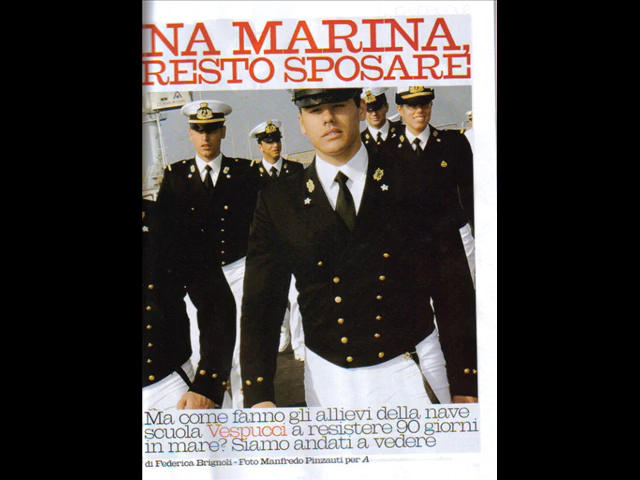 NA MARINA,
RESTO SPOSARE
Ma come fanno gli allievi della nave
scuola Vespucci a resistere 90 giorni
in mare? Siamo andati a vedere
di Federica Brignoli - Foto Manfredo Pinzauti per A